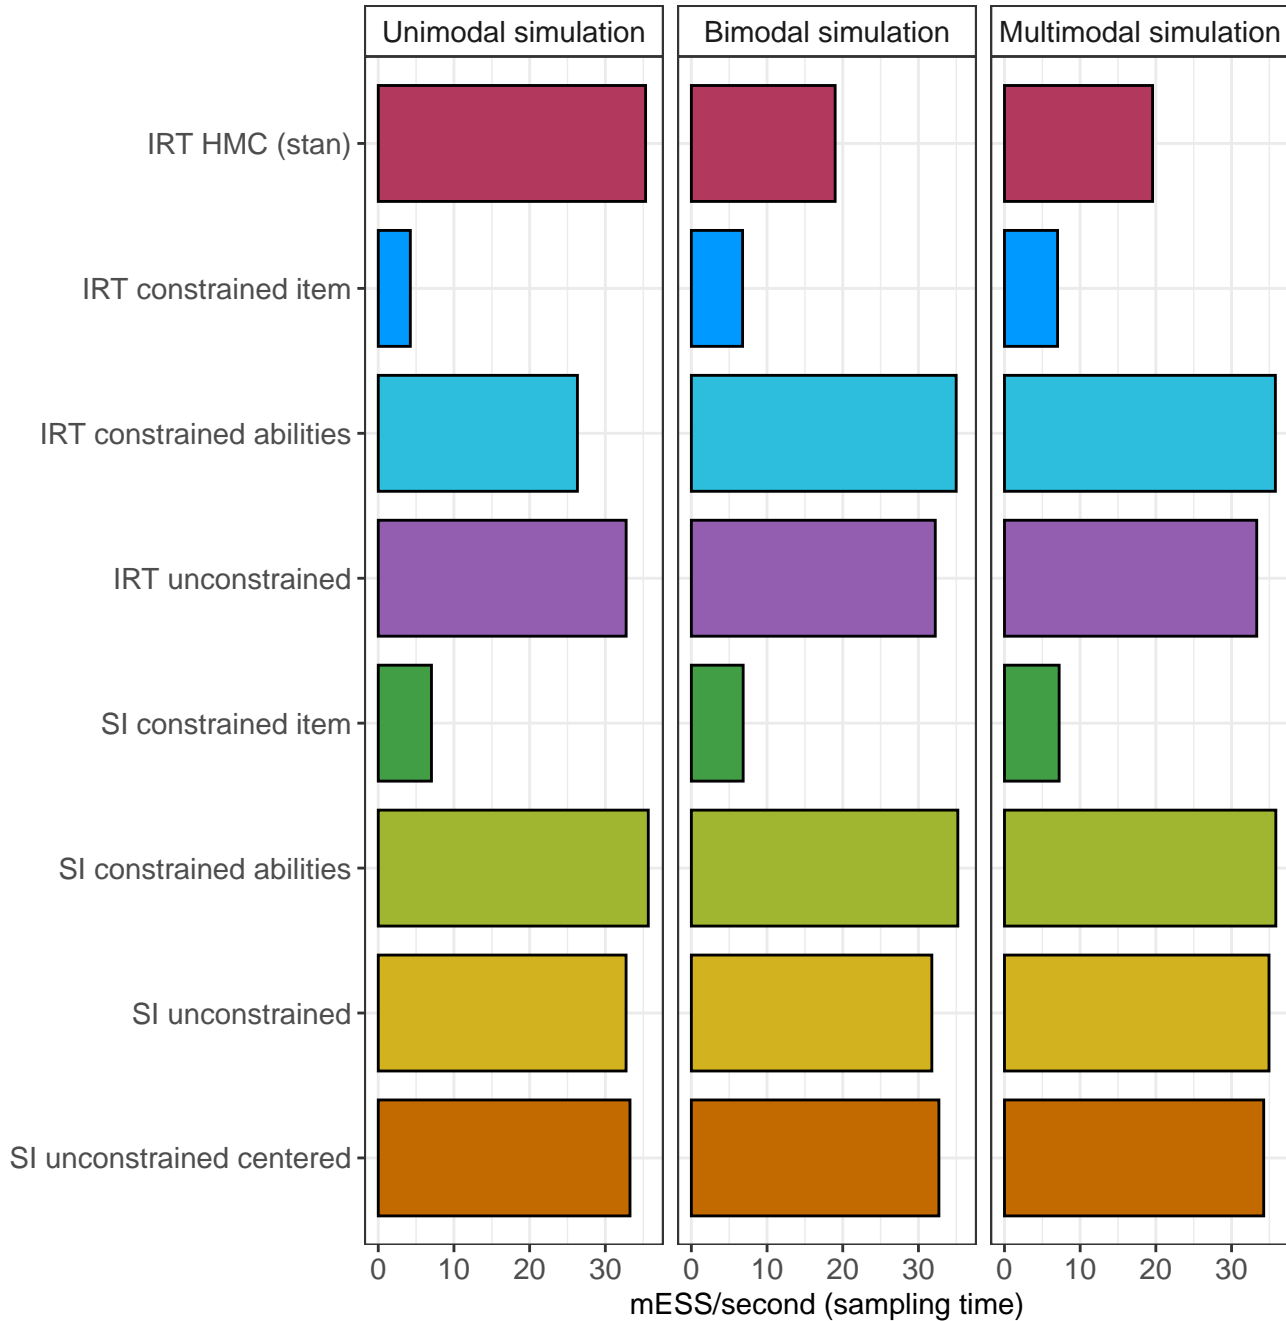 Unimodal simulation
Bimodal simulation
Multimodal simulation
IRT HMC (stan)
IRT constrained item
IRT constrained abilities
IRT unconstrained
SI constrained item
SI constrained abilities
SI unconstrained
SI unconstrained centered
0 10 20 30
0 10 20 30
0 10 20 30
mESS/second (sampling time)